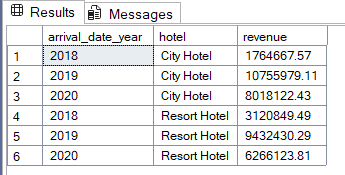 Results Messages
arrival_date_year hotel revenue
1 2018 City Hotel 1764667.57
2 2019 City Hotel 10755979.11
3 2020 City Hotel 8018122.43
4 2018 Resort Hotel 3120849.49
5 2019 Resort Hotel 9432430.29
6 2020 Resort Hotel 6266123.81